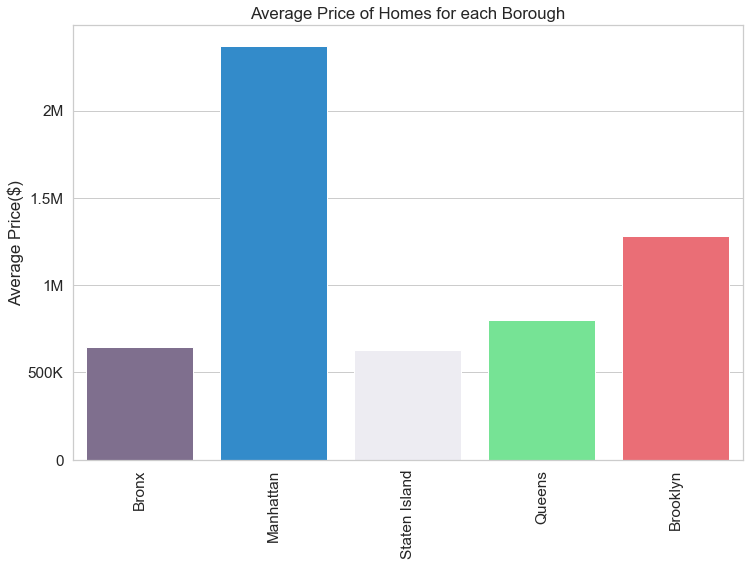 Average Price of Homes for each Borough
Average Price($)
2M
1.5M
1M
500K
0
Bronx
Manhattan
Staten Island
Queens
Brooklyn